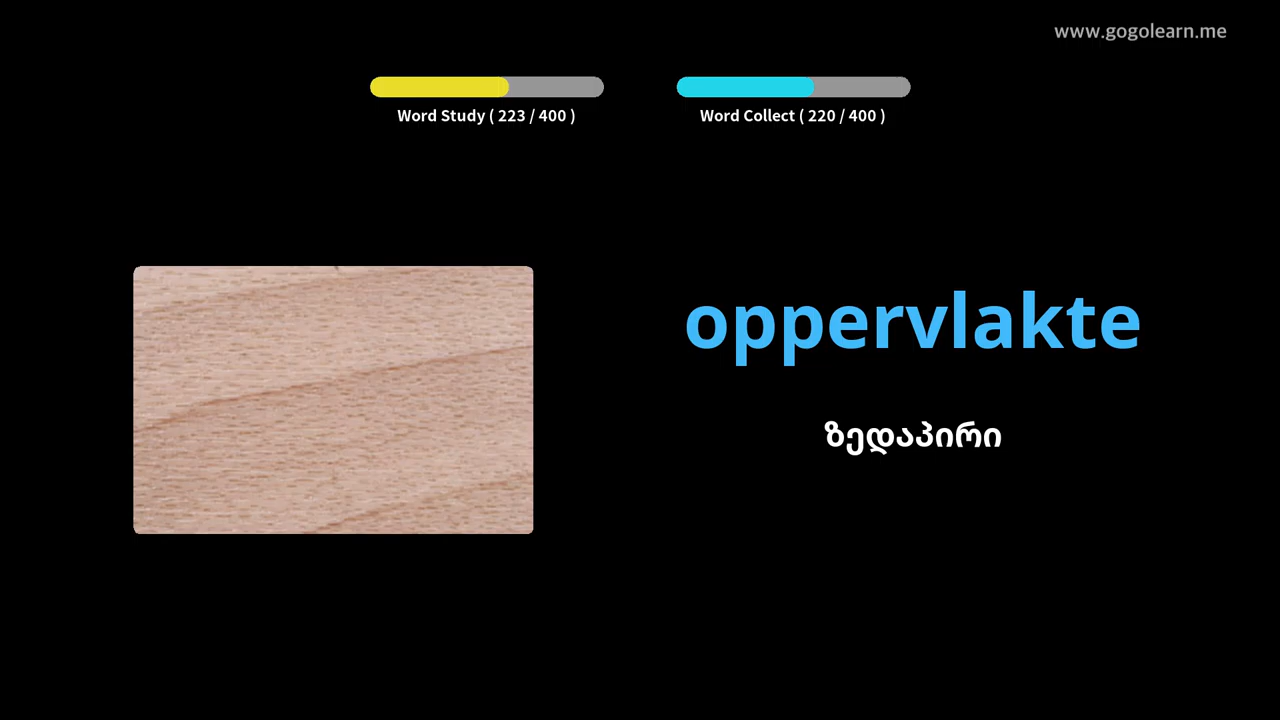 www.gogolearn.me
Word Study ( 223 / 400 )
Word Collect ( 220 / 400 )
oppervlakte
ზედაპირი